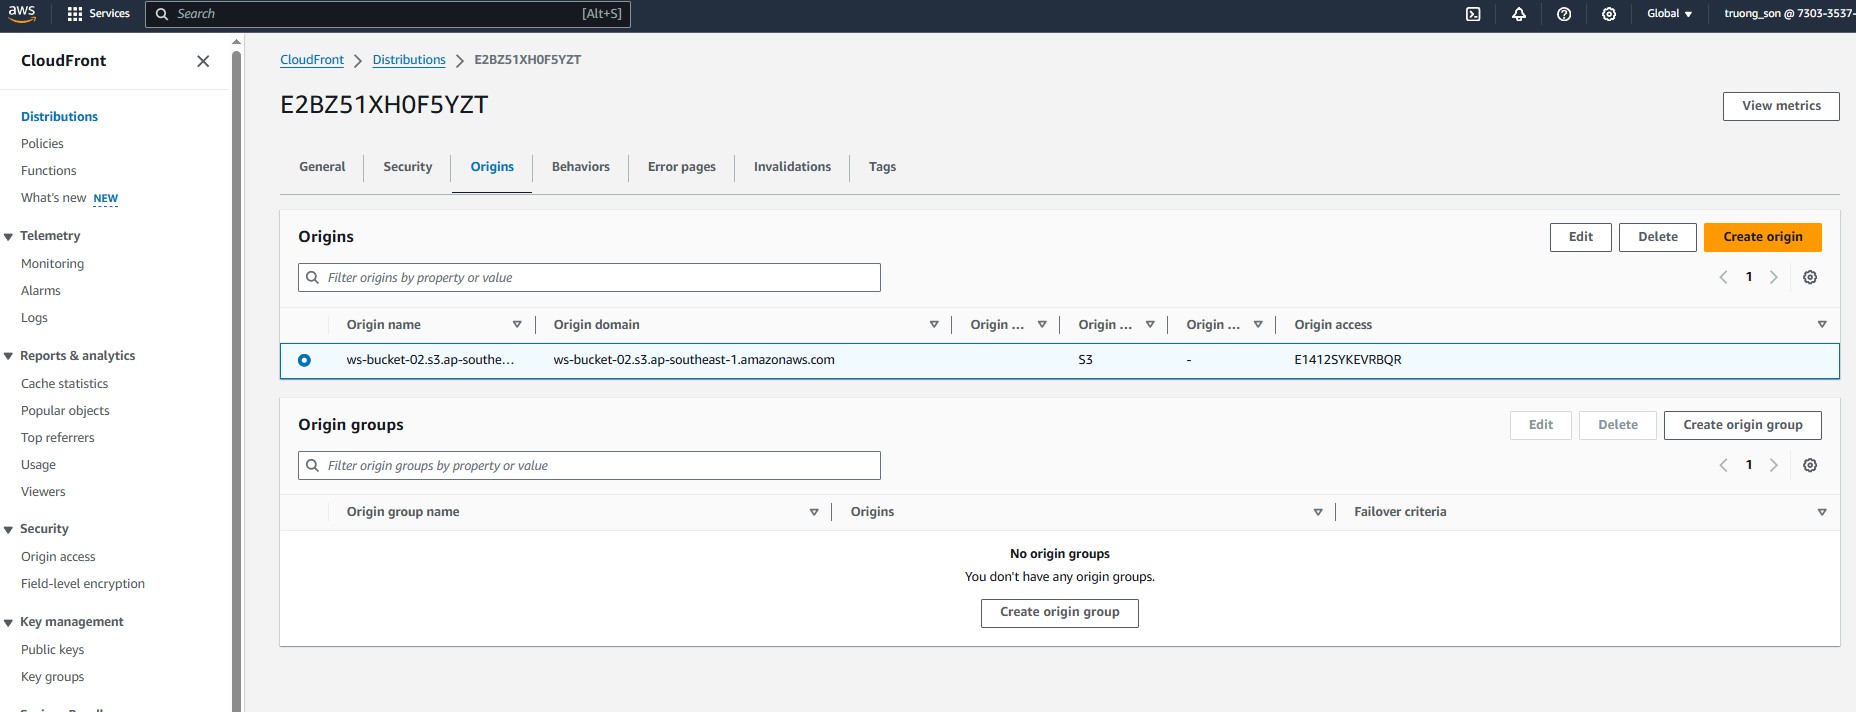 aws Services Search [Alt+S] Global truong_son @ 7303-3537-
CloudFront
Distributions
Policies
Functions
What's new NEW
Telemetry
Monitoring
Alarms
Logs
Reports & analytics
Cache statistics
Popular objects
Top referrers
Usage
Viewers
Security
Origin access
Field-level encryption
Key management
Public keys
Key groups
CloudFront Distributions E2BZ51XH0F5YZT
E2BZ51XH0F5YZT
View metrics
General Security Origins Behaviors Error pages Invalidations Tags
Origins
Edit Delete Create origin
Filter origins by property or value
1
Origin name Origin domain Origin ... Origin ... Origin ... Origin access
ws-bucket-02.s3.ap-southe... ws-bucket-02.s3.ap-southeast-1.amazonaws.com S3 - E1412SYKEVRBQR
Origin groups
Edit Delete Create origin group
Filter origin groups by property or value
1
Origin group name Origins Failover criteria
No origin groups
You don't have any origin groups.
Create origin group